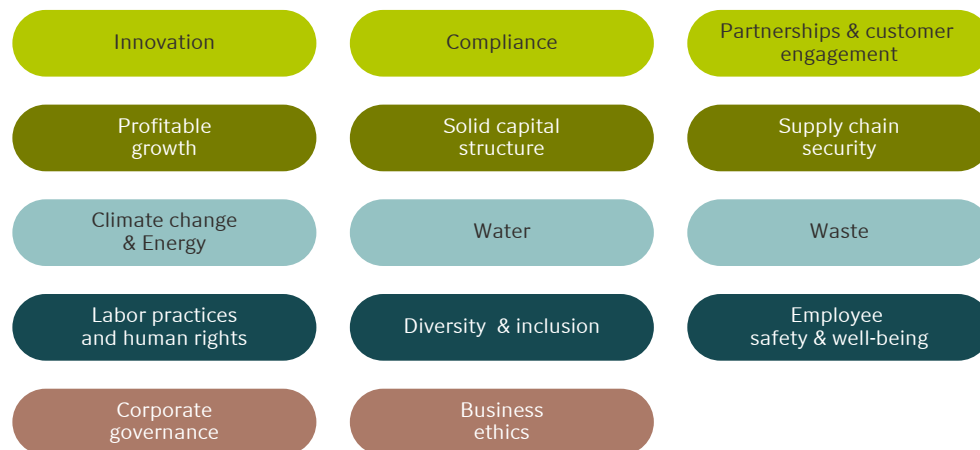 Innovation
Compliance
Partnerships & customer
engagement
Profitable
growth
Solid capital
structure
Supply chain
security
Climate change
& Energy
Water
Waste
Labor practices
and human rights
Diversity & inclusion
Employee
safety & well-being
Corporate
governance
Business
ethics